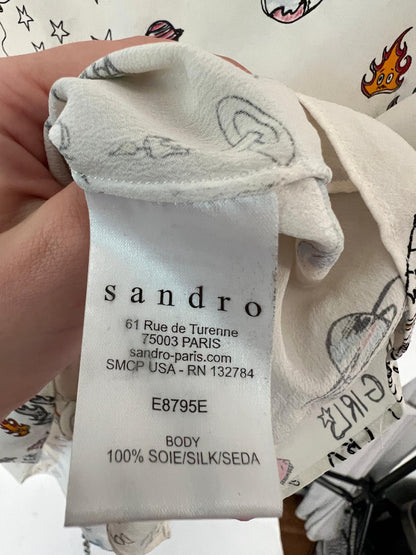 sandro
61 Rue de Turenne
75003 PARIS
sandro-paris.com
SMCP USA - RN 132784
E8795E
BODY
100% SOIE/SILK/SEDA
GIRLS